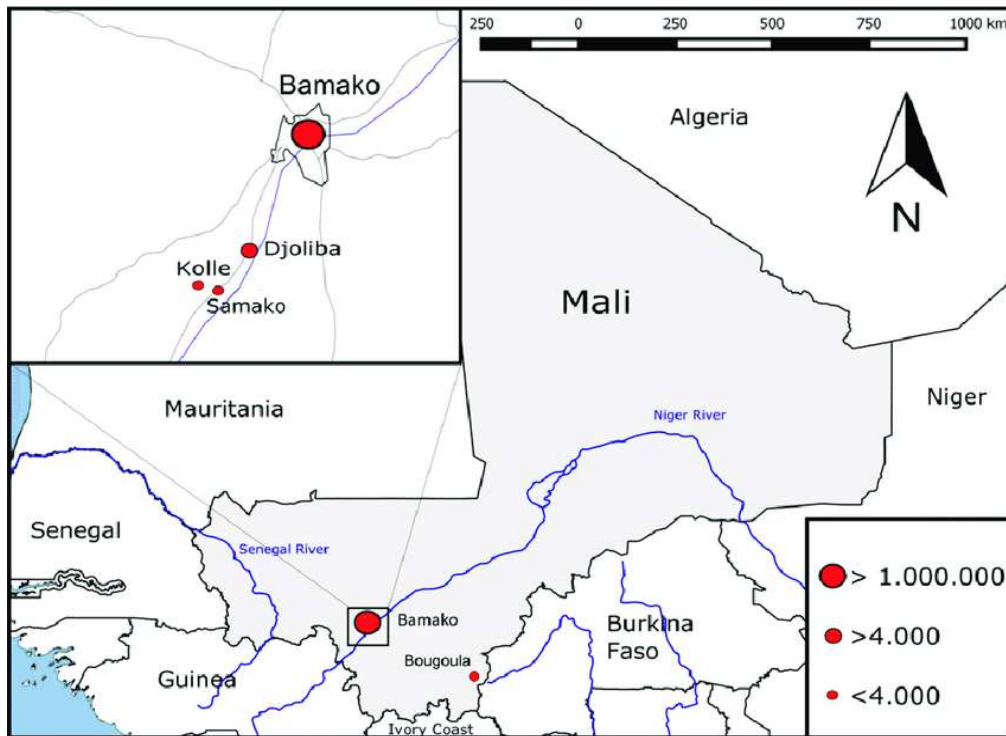 250 0 250 500 750 1000 km
Bamako
Djoliba
Kolle
Samako
Algeria
N
Mali
Mauritania
Niger
Niger River
Senegal
Senegal River
Bamako
Bougoula
Burkina
Faso
Guinea
Ivory Coast
> 1.000.000
>4.000
<4.000